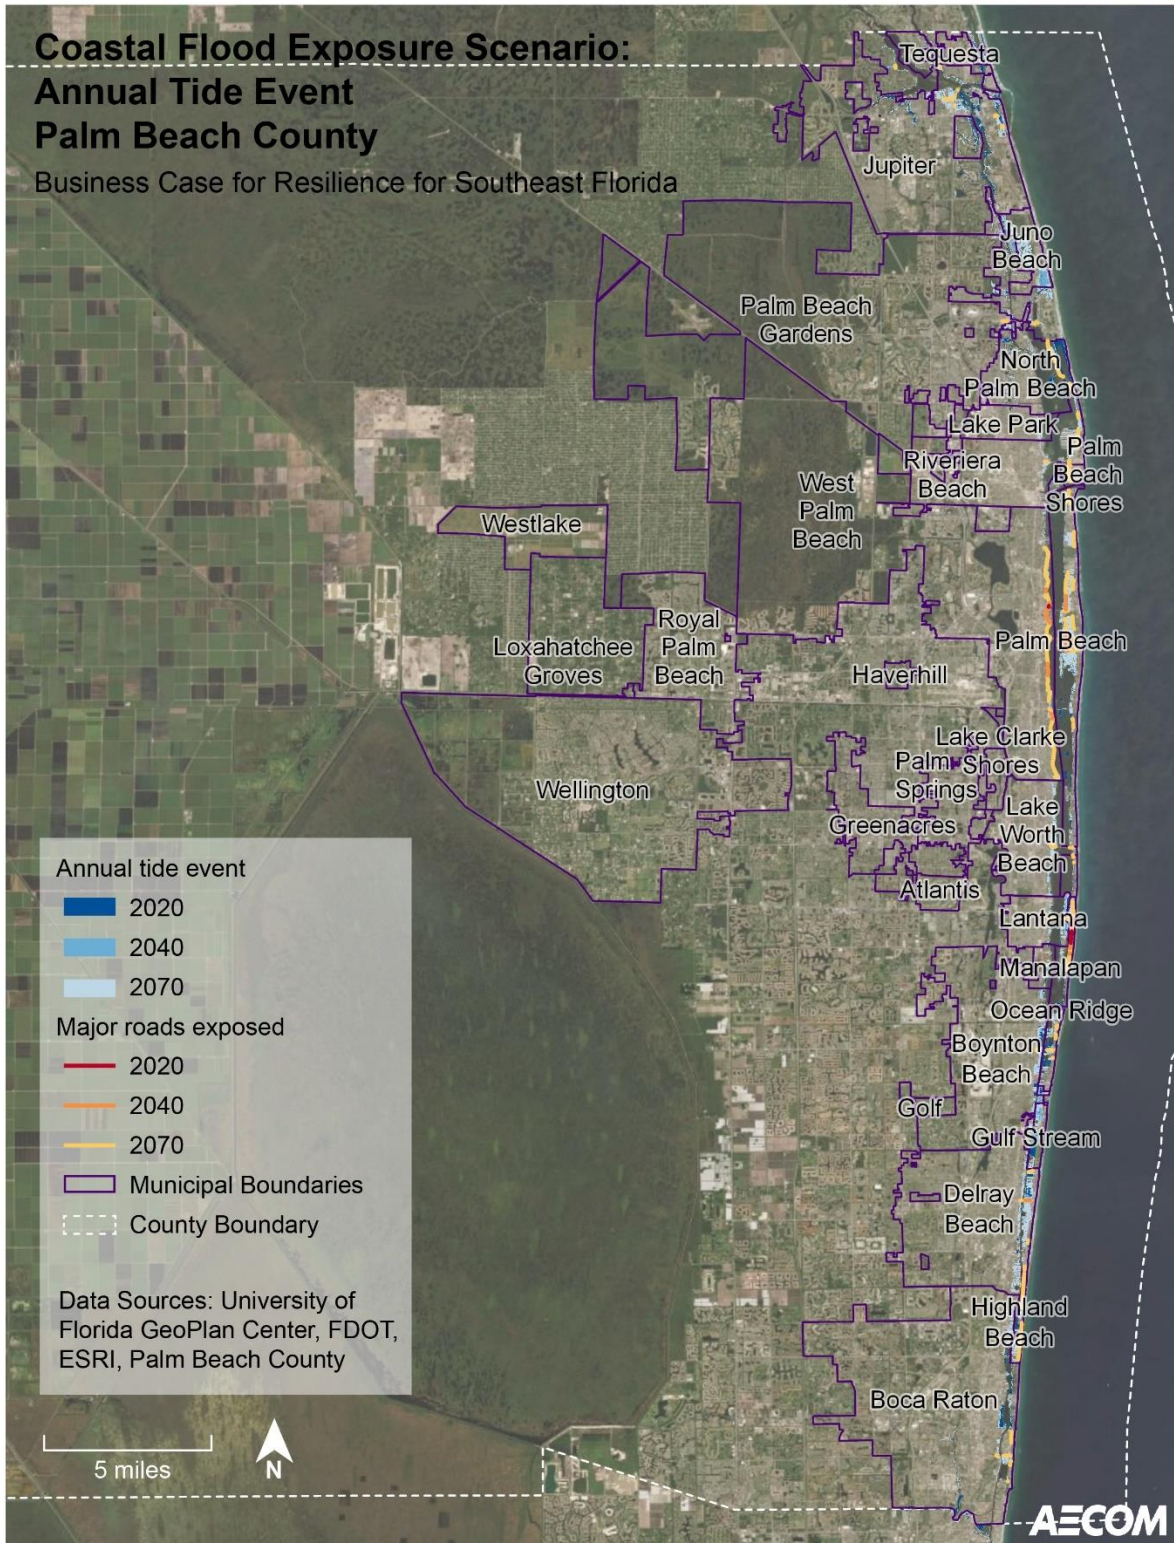 Coastal Flood Exposure Scenario:
Annual Tide Event
Palm Beach County
Business Case for Resilience for Southeast Florida
Tequesta
Jupiter
Juno
Beach
Palm Beach
Gardens
North
Palm Beach
Lake Park
Palm
Beach
Shores
Riveriera
Beach
West
Palm
Beach
Westlake
Loxahatchee
Groves
Royal
Palm
Beach
Palm Beach
Haverhill
Lake Clarke
Shores
Palm
Springs
Wellington
Lake
Worth
Beach
Greenacres
Atlantis
Lantana
Manalapan
Ocean Ridge
Boynton
Beach
Golf
Gulf Stream
Delray
Beach
Highland
Beach
Boca Raton
Annual tide event
2020
2040
2070
Major roads exposed
2020
2040
2070
Municipal Boundaries
County Boundary
Data Sources: University of
Florida GeoPlan Center, FDOT,
ESRI, Palm Beach County
5 miles
N
AECOM